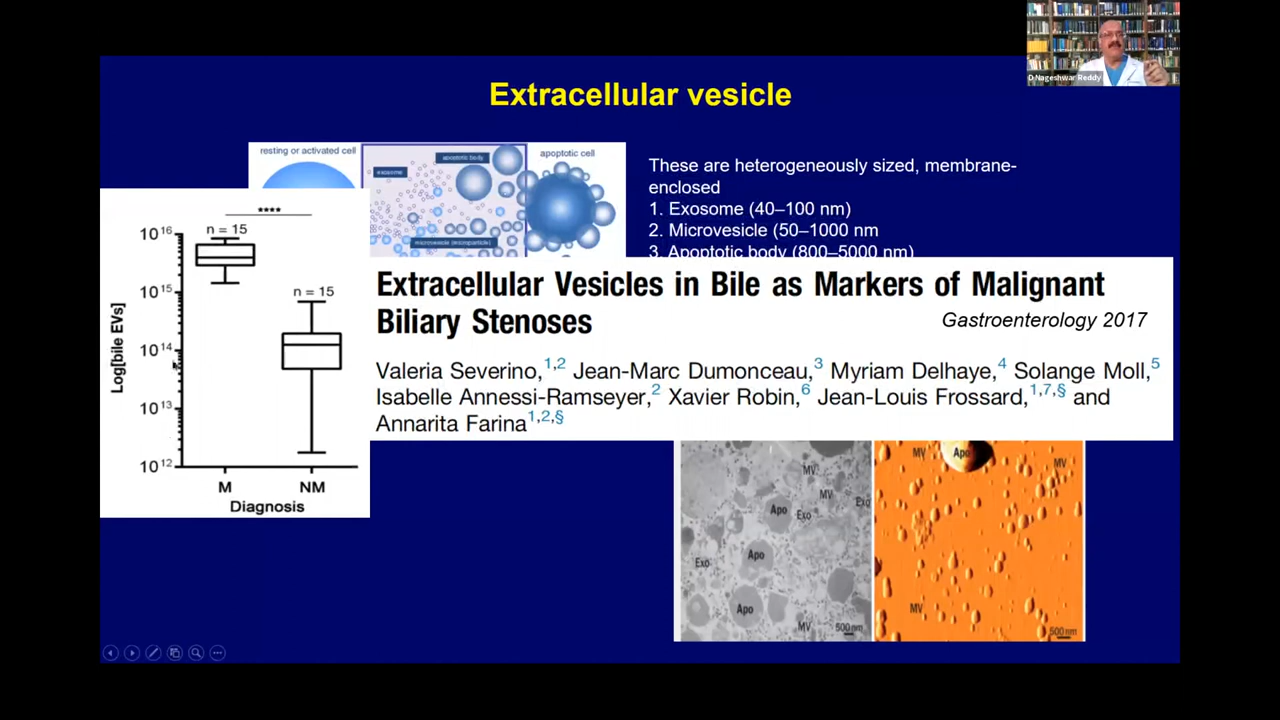 D Nageshwar Reddy
Extracellular vesicle
resting or activated cell
exosome
apoptotic body
apoptotic cell
microvesicle (microparticle)
These are heterogeneously sized, membrane-
enclosed
1. Exosome (40–100 nm)
2. Microvesicle (50–1000 nm
3. Apoptotic body (800–5000 nm)
****
n = 15
n = 15
10^16
10^15
10^14
10^13
10^12
Log[bile EVs]
M
NM
Diagnosis
Extracellular Vesicles in Bile as Markers of Malignant
Biliary Stenoses
Gastroenterology 2017
Valeria Severino,1,2 Jean-Marc Dumonceau,3 Myriam Delhaye,4 Solange Moll,5
Isabelle Annessi-Ramseyer,2 Xavier Robin,6 Jean-Louis Frossard,1,7,§ and
Annarita Farina1,2,§
MV
MV
Apo
Exo
Exo
Exo
Apo
Apo
MV
500 nm
MV
Apo
MV
MV
500 nm